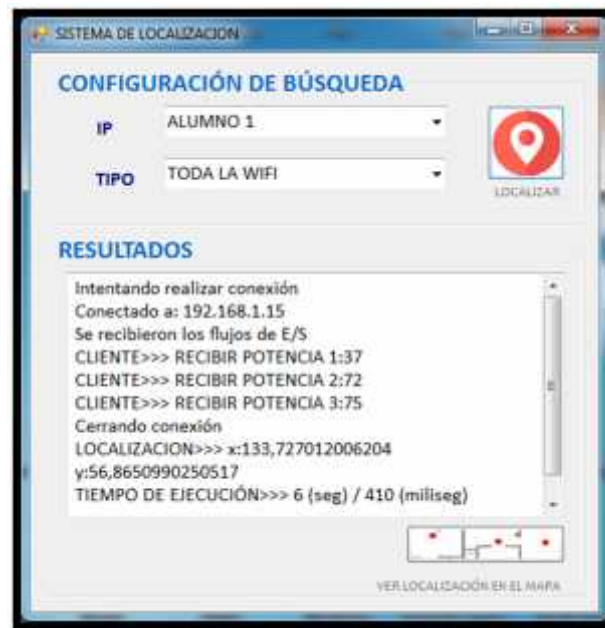 SISTEMA DE LOCALIZACION
CONFIGURACIÓN DE BÚSQUEDA
IP
ALUMNO 1
TIPO
TODA LA WIFI
LOCALIZAR
RESULTADOS
Intentando realizar conexión
Conectado a: 192.168.1.15
Se recibieron los flujos de E/S
CLIENTE>>> RECIBIR POTENCIA 1:37
CLIENTE>>> RECIBIR POTENCIA 2:72
CLIENTE>>> RECIBIR POTENCIA 3:75
Cerrando conexión
LOCALIZACION>>> x:133,727012006204
y:56,8650990250517
TIEMPO DE EJECUCIÓN>>> 6 (seg) / 410 (miliseg)
VER LOCALIZACIÓN EN EL MAPA